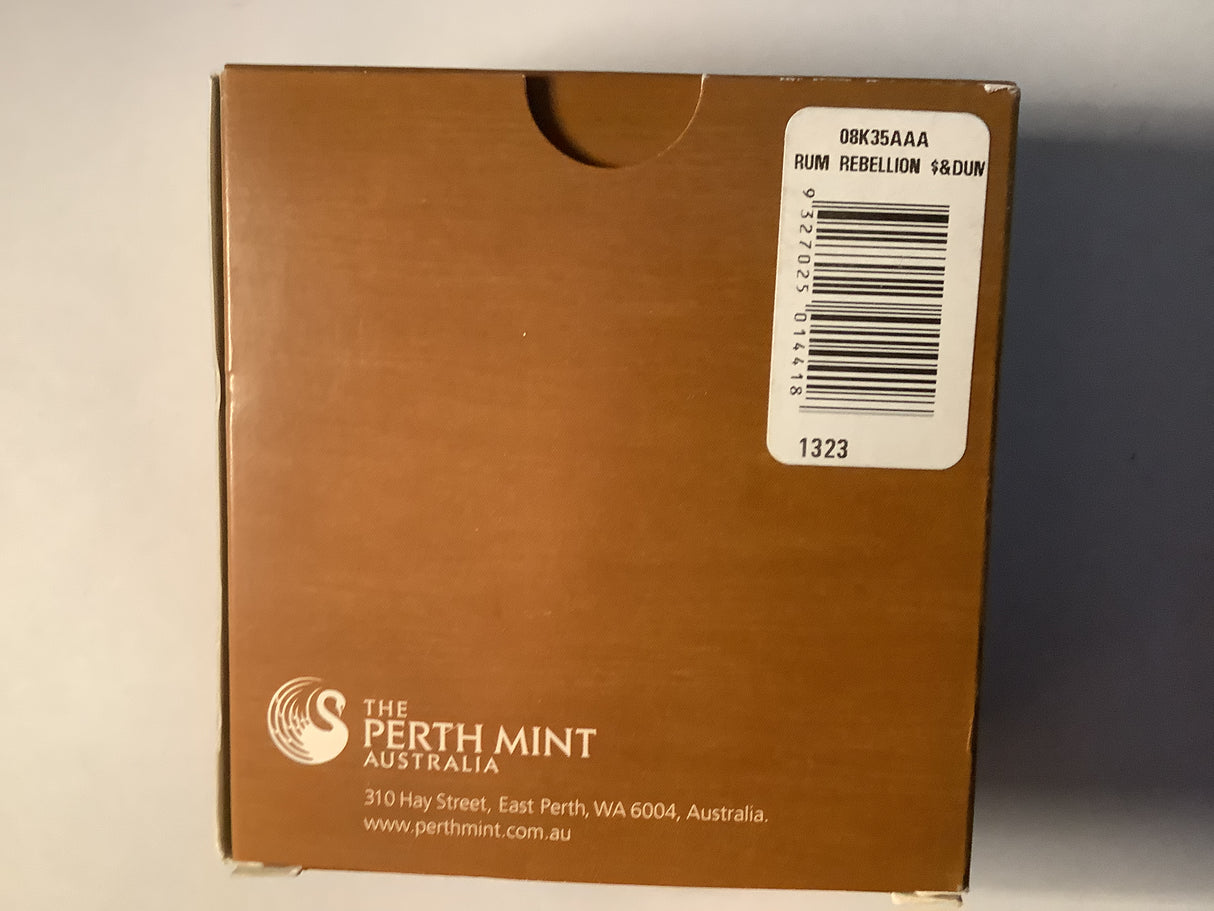 08K35AAA
RUM REBELLION $&DUM
9 327025 014418
1323
THE
PERTH MINT
AUSTRALIA
310 Hay Street, East Perth, WA 6004, Australia.
www.perthmint.com.au